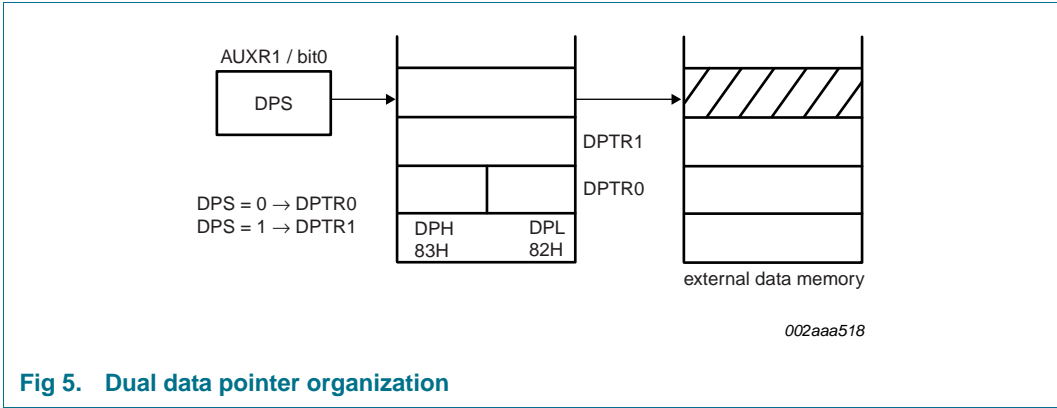 AUXR1 / bit0
DPS
DPTR1
DPTR0
DPS = 0 → DPTR0
DPS = 1 → DPTR1
DPH DPL
83H 82H
external data memory
002aaa518
Fig 5. Dual data pointer organization